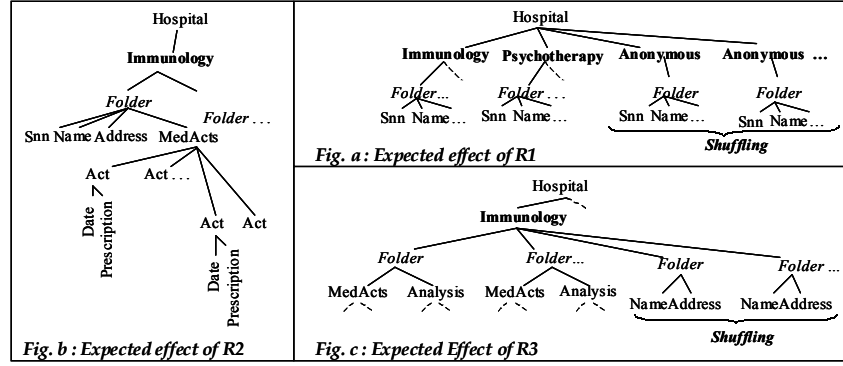 Hospital
Immunology
Folder
Folder . . .
Snn Name Address MedActs
Act Act . . .
Date
Prescription
Act Act
Date
Prescription
Fig. b : Expected effect of R2
Hospital
Immunology Psychotherapy Anonymous Anonymous ...
Folder... Folder . . . Folder Folder
Snn Name... Snn Name... Snn Name... Snn Name...
Shuffling
Fig. a : Expected effect of R1
Hospital
Immunology
Folder Folder... Folder Folder ...
MedActs Analysis MedActs Analysis NameAddress NameAddress
Shuffling
Fig. c : Expected Effect of R3